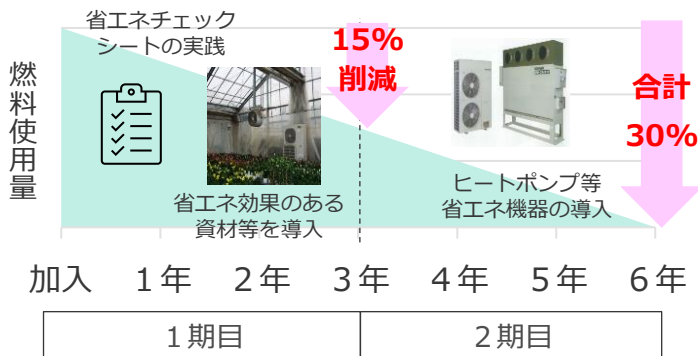 省エネチェック
シートの実践
15%
削減
合計
30%
燃料使用量
省エネ効果のある
資材等を導入
ヒートポンプ等
省エネ機器の導入
加入 １年 ２年 ３年 ４年 ５年 ６年
１期目 ２期目